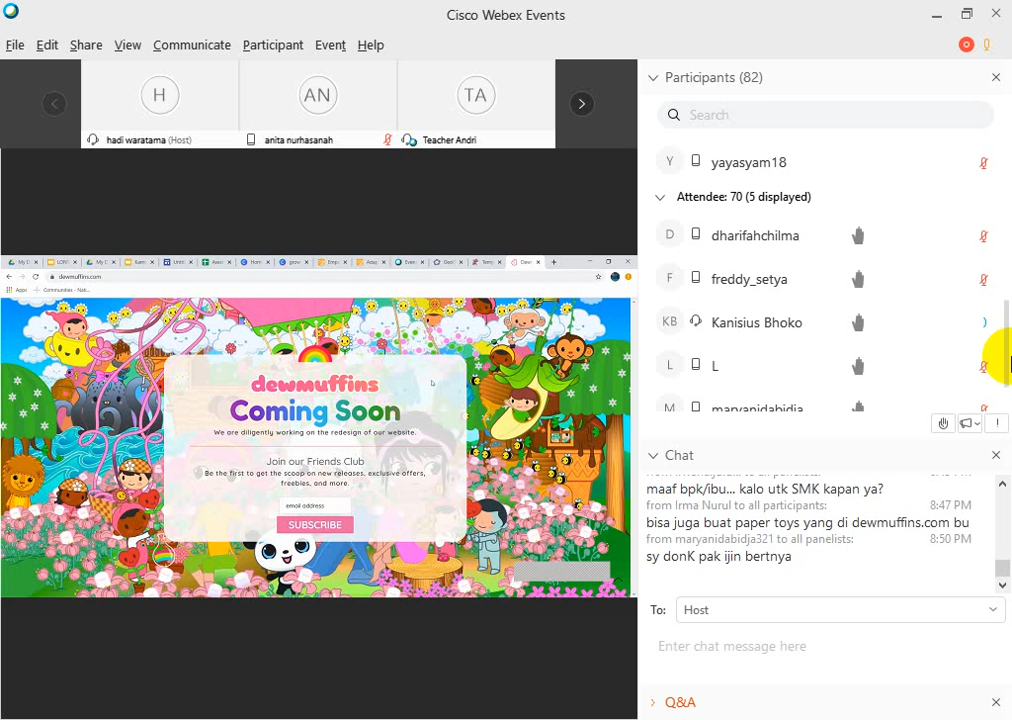 Cisco Webex Events
File Edit Share View Communicate Participant Event Help
H
AN
TA
hadi waratama (Host)
anita nurhasanah
Teacher Andri
dewmuffins.com
Apps
dewmuffins
Coming Soon
We are diligently working on the redesign of our website.
Join our Friends Club
Be the first to get the scoop on new releases, exclusive offers,
freebies, and more.
email address
SUBSCRIBE
Participants (82)
Search
Y yayasyam18
Attendee: 70 (5 displayed)
D dharifahchilma
F freddy_setya
KB Kanisius Bhoko
L L
M maryanidabidja
Chat
maaf bpk/ibu... kalo utk SMK kapan ya?
from Irma Nurul to all participants: 8:47 PM
bisa juga buat paper toys yang di dewmuffins.com bu
from maryanidabidja321 to all panelists: 8:50 PM
sy donK pak ijin bertnya
To: Host
Enter chat message here
Q&A